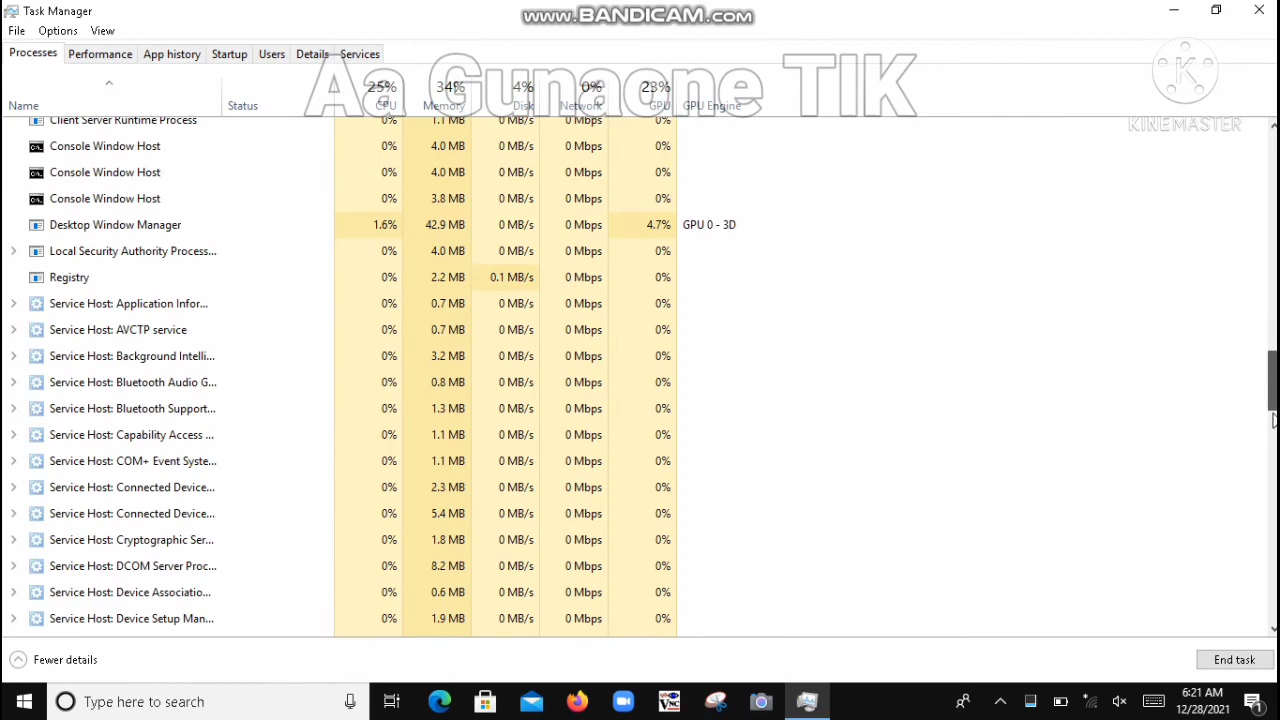 Task Manager
www.BANDICAM.com
File Options View
Processes Performance App history Startup Users Details Services
Aa Gunaone TIK
KINEMASTER
25% 34% 4% 0% 23%
Name Status CPU Memory Disk Network GPU GPU Engine
Client Server Runtime Process 0% 1.1 MB 0 MB/s 0 Mbps 0%
Console Window Host 0% 4.0 MB 0 MB/s 0 Mbps 0%
Console Window Host 0% 4.0 MB 0 MB/s 0 Mbps 0%
Console Window Host 0% 3.8 MB 0 MB/s 0 Mbps 0%
Desktop Window Manager 1.6% 42.9 MB 0 MB/s 0 Mbps 4.7% GPU 0 - 3D
Local Security Authority Process... 0% 4.0 MB 0 MB/s 0 Mbps 0%
Registry 0% 2.2 MB 0.1 MB/s 0 Mbps 0%
Service Host: Application Infor... 0% 0.7 MB 0 MB/s 0 Mbps 0%
Service Host: AVCTP service 0% 0.7 MB 0 MB/s 0 Mbps 0%
Service Host: Background Intelli... 0% 3.2 MB 0 MB/s 0 Mbps 0%
Service Host: Bluetooth Audio G... 0% 0.8 MB 0 MB/s 0 Mbps 0%
Service Host: Bluetooth Support... 0% 1.3 MB 0 MB/s 0 Mbps 0%
Service Host: Capability Access ... 0% 1.1 MB 0 MB/s 0 Mbps 0%
Service Host: COM+ Event Syste... 0% 1.1 MB 0 MB/s 0 Mbps 0%
Service Host: Connected Device... 0% 2.3 MB 0 MB/s 0 Mbps 0%
Service Host: Connected Device... 0% 5.4 MB 0 MB/s 0 Mbps 0%
Service Host: Cryptographic Ser... 0% 1.8 MB 0 MB/s 0 Mbps 0%
Service Host: DCOM Server Proc... 0% 8.2 MB 0 MB/s 0 Mbps 0%
Service Host: Device Associatio... 0% 0.6 MB 0 MB/s 0 Mbps 0%
Service Host: Device Setup Man... 0% 1.9 MB 0 MB/s 0 Mbps 0%
Fewer details End task
Type here to search
6:21 AM
12/28/2021